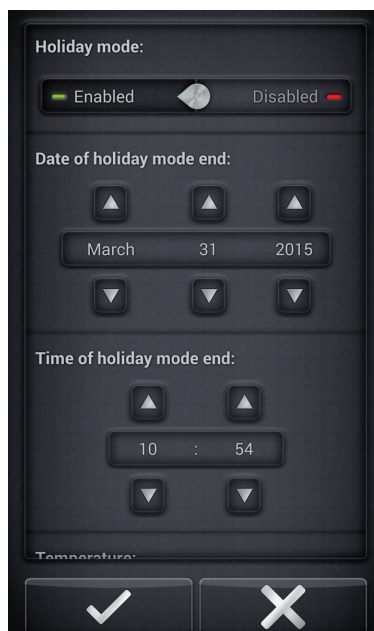 Holiday mode:
Enabled Disabled
Date of holiday mode end:
March 31 2015
Time of holiday mode end:
10 : 54
Temperature: